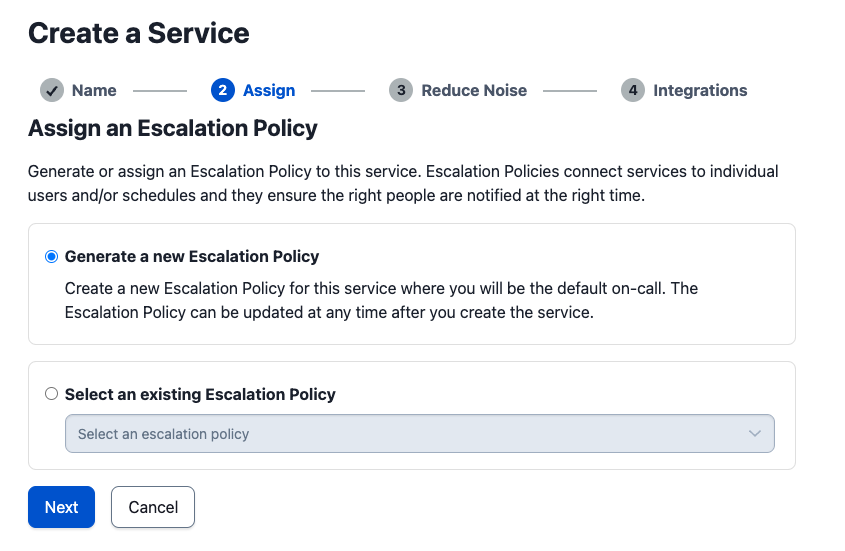 Create a Service
Name
2 Assign
3 Reduce Noise
4 Integrations
Assign an Escalation Policy
Generate or assign an Escalation Policy to this service. Escalation Policies connect services to individual
users and/or schedules and they ensure the right people are notified at the right time.
Generate a new Escalation Policy
Create a new Escalation Policy for this service where you will be the default on-call. The
Escalation Policy can be updated at any time after you create the service.
Select an existing Escalation Policy
Select an escalation policy
Next
Cancel